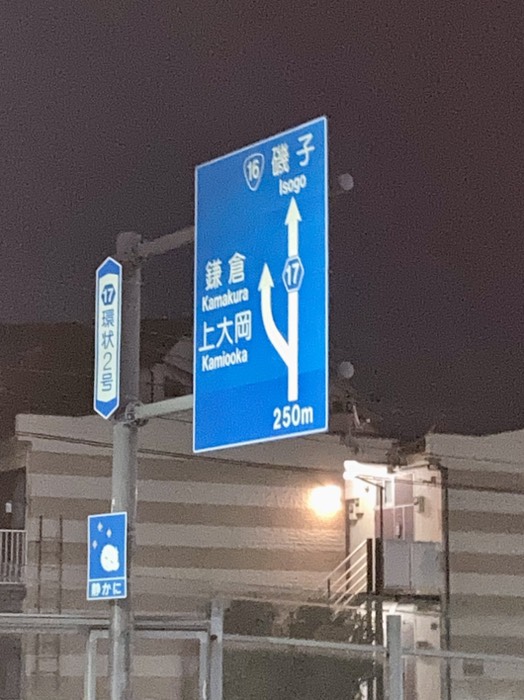 16 磯子
Isogo
鎌倉
Kamakura
上大岡
Kamiooka
17
250m
17
環状2号
静かに